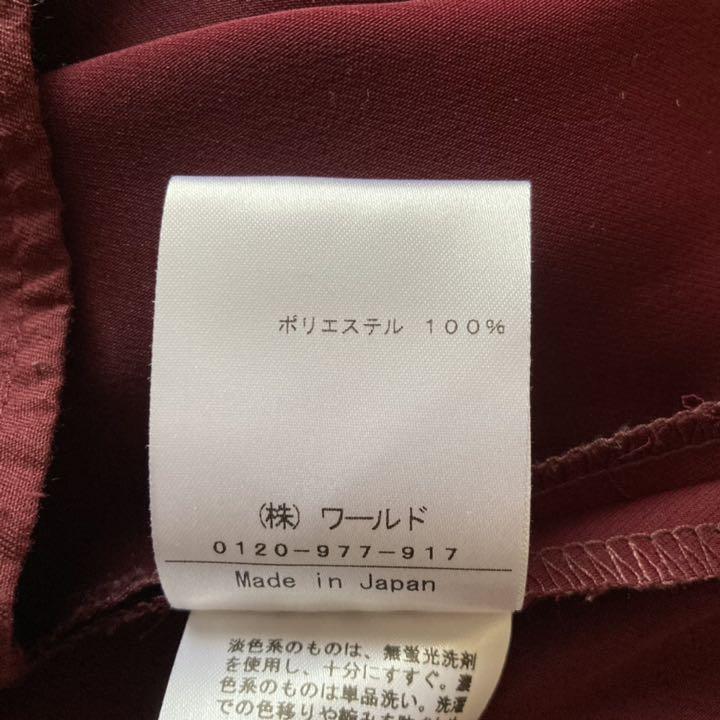 ポリエステル 100%
(株) ワールド
0120-977-917
Made in Japan
淡色系のものは、無蛍光洗剤
を使用し、十分にすすぐ。濃
色系のものは単品洗い。洗濯
での色移りや縮みを